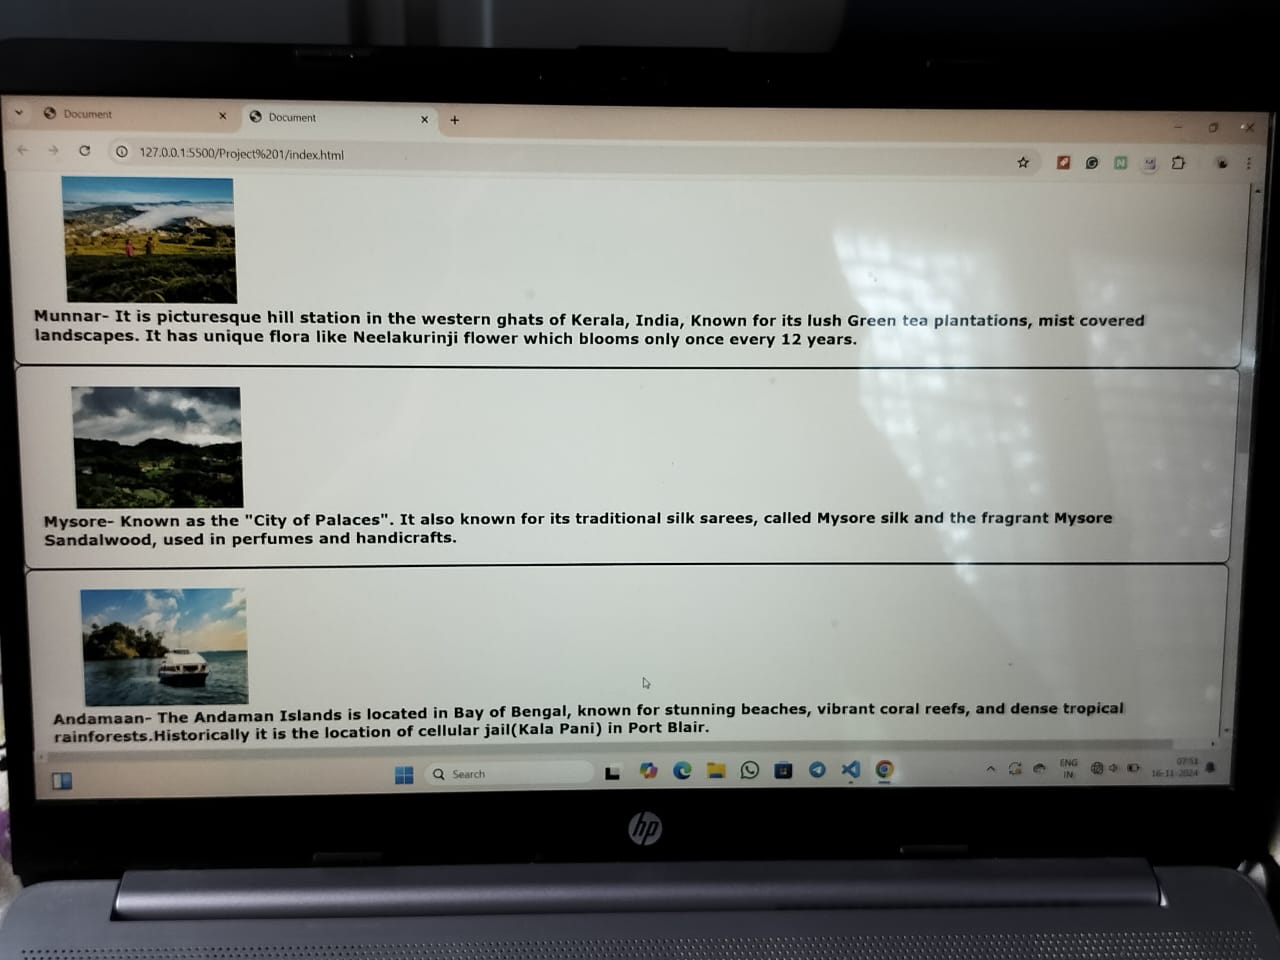 Document
Document
127.0.0.1:5500/Project%201/index.html
Munnar- It is picturesque hill station in the western ghats of Kerala, India, Known for its lush Green tea plantations, mist covered
landscapes. It has unique flora like Neelakurinji flower which blooms only once every 12 years.
Mysore- Known as the "City of Palaces". It also known for its traditional silk sarees, called Mysore silk and the fragrant Mysore
Sandalwood, used in perfumes and handicrafts.
Andamaan- The Andaman Islands is located in Bay of Bengal, known for stunning beaches, vibrant coral reefs, and dense tropical
rainforests.Historically it is the location of cellular jail(Kala Pani) in Port Blair.
Search
ENG
IN
07:51
16-11-2024
hp